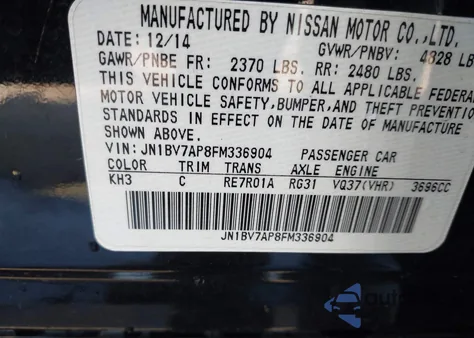 MANUFACTURED BY NISSAN MOTOR CO.,LTD.
DATE: 12/14 GVWR/PNBV: 4828 LB
GAWR/PNBE FR: 2370 LBS. RR: 2480 LBS.
THIS VEHICLE CONFORMS TO ALL APPLICABLE FEDERA
MOTOR VEHICLE SAFETY,BUMPER,AND THEFT PREVENTIO
STANDARDS IN EFFECT ON THE DATE OF MANUFACTURE
SHOWN ABOVE.
VIN: JN1BV7AP8FM336904 PASSENGER CAR
COLOR TRIM TRANS AXLE ENGINE
KH3 C RE7R01A RG31 VQ37(VHR) 3696CC
JN1BV7AP8FM336904